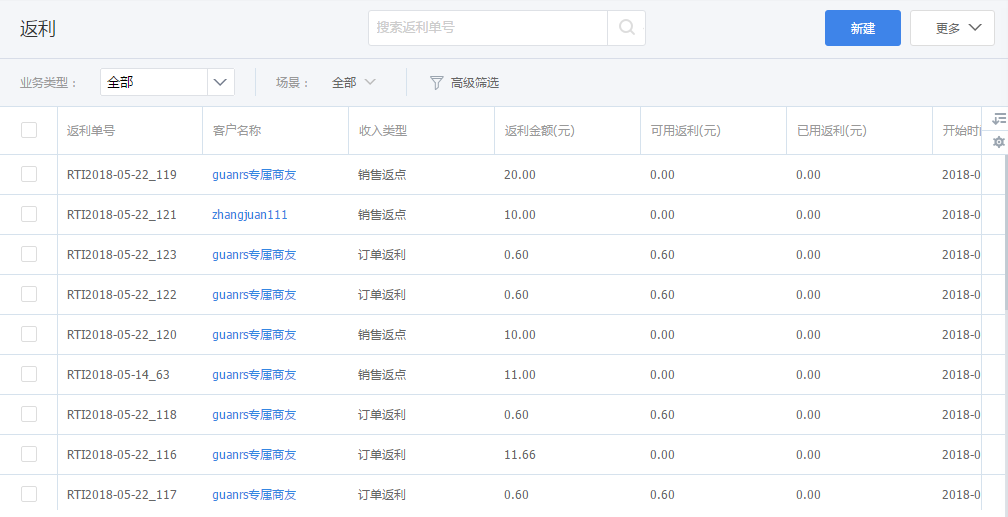 返利 搜索返利单号 新建 更多
业务类型： 全部 场景： 全部 高级筛选
返利单号 客户名称 收入类型 返利金额(元) 可用返利(元) 已用返利(元) 开始时
RTI2018-05-22_119 guanrs专属商友 销售返点 20.00 0.00 0.00 2018-0
RTI2018-05-22_121 zhangjuan111 销售返点 10.00 0.00 0.00 2018-0
RTI2018-05-22_123 guanrs专属商友 订单返利 0.60 0.60 0.00 2018-0
RTI2018-05-22_122 guanrs专属商友 订单返利 0.60 0.60 0.00 2018-0
RTI2018-05-22_120 guanrs专属商友 销售返点 10.00 0.00 0.00 2018-0
RTI2018-05-14_63 guanrs专属商友 销售返点 11.00 0.00 0.00 2018-0
RTI2018-05-22_118 guanrs专属商友 订单返利 0.60 0.60 0.00 2018-0
RTI2018-05-22_116 guanrs专属商友 订单返利 11.66 0.00 0.00 2018-0
RTI2018-05-22_117 guanrs专属商友 订单返利 0.60 0.60 0.00 2018-0